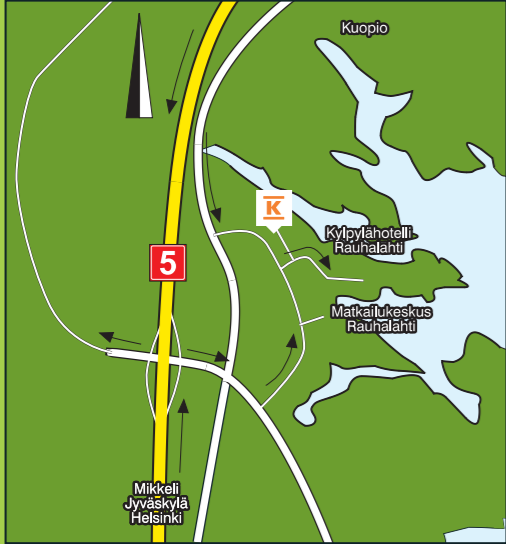 Kuopio
K
Kylpylähotelli
Rauhalahti
5
Matkailukeskus
Rauhalahti
Mikkeli
Jyväskylä
Helsinki